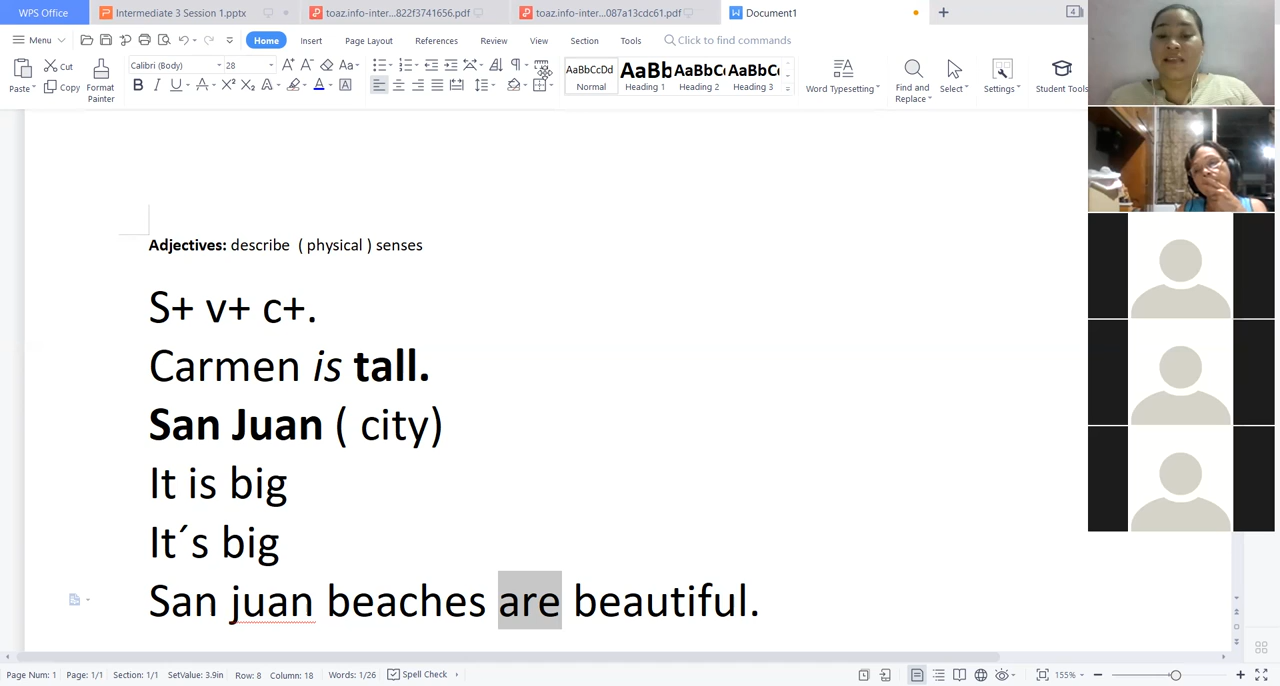 WPS Office
Intermediate 3 Session 1.pptx
toaz.info-inter...822f3741656.pdf
toaz.info-inter...087a13cdc61.pdf
Document1
4
Menu
Home
Insert
Page Layout
References
Review
View
Section
Tools
Click to find commands
Paste
Cut
Copy
Format Painter
Calibri (Body)
28
AaBbCcDd
Normal
AaBb
Heading 1
AaBbC
Heading 2
AaBbC
Heading 3
Word Typesetting
Find and Replace
Select
Settings
Student Tools
Adjectives: describe ( physical ) senses
S+ v+ c+.
Carmen is tall.
San Juan ( city)
It is big
It´s big
San juan beaches are beautiful.
Page Num: 1
Page: 1/1
Section: 1/1
SetValue: 3.9in
Row: 8
Column: 18
Words: 1/26
Spell Check
155%